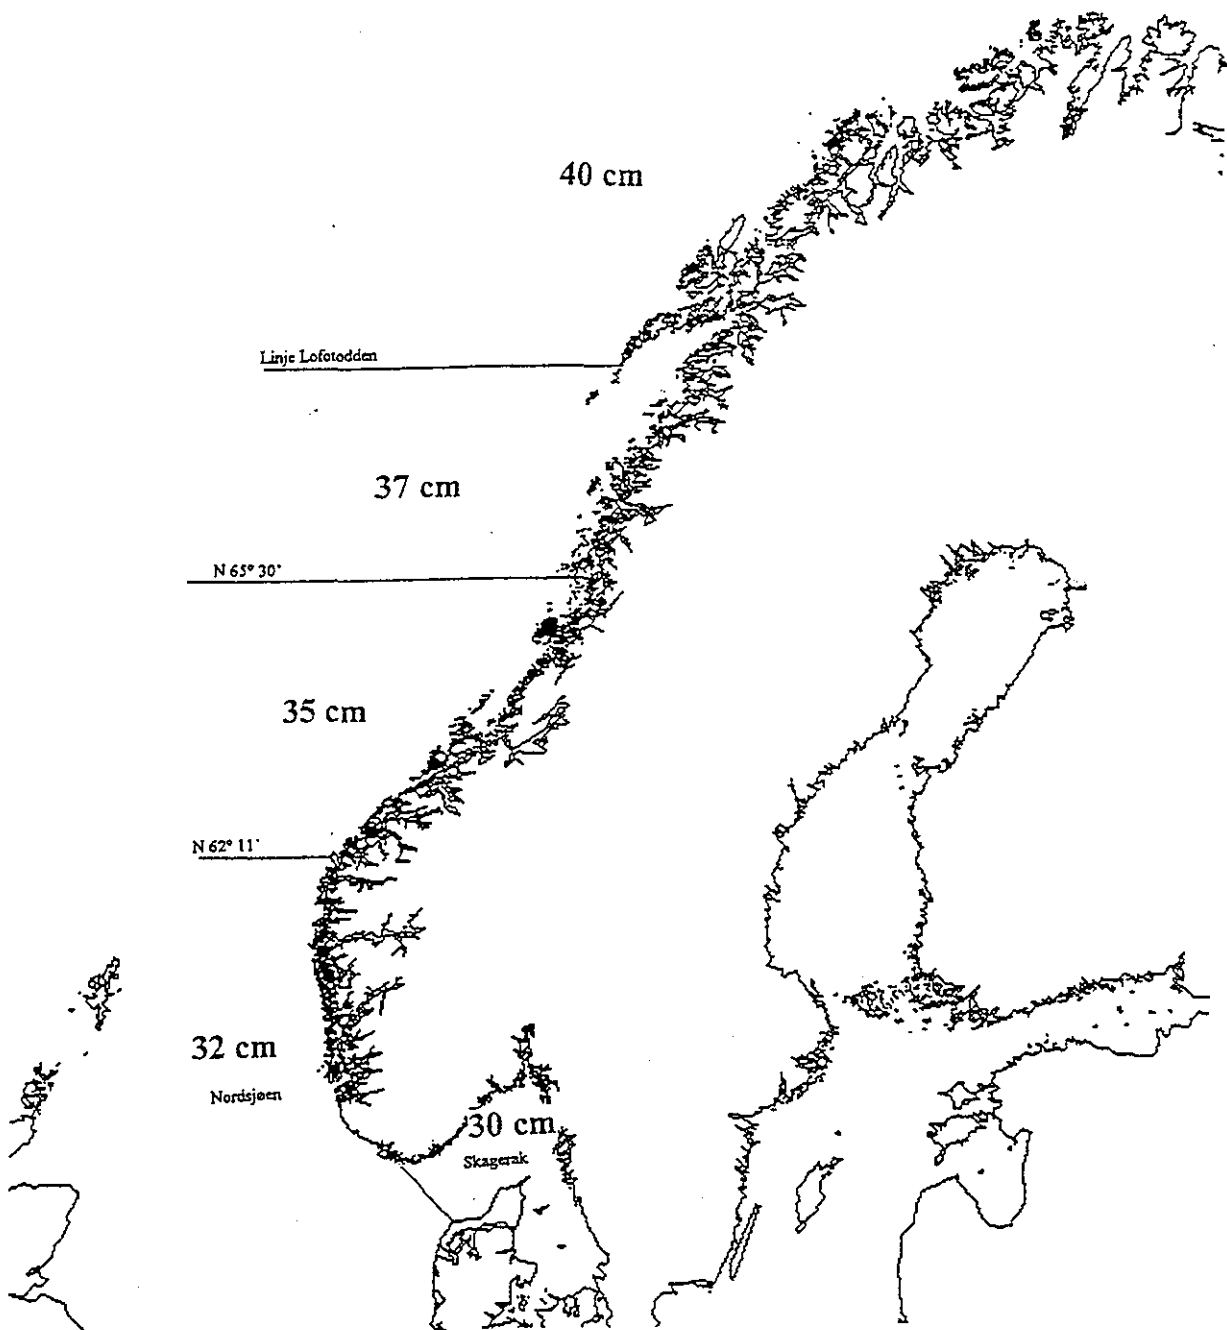 40 cm
Linje Lofotodden
37 cm
N 65° 30'
35 cm
N 62° 11'
32 cm
Nordsjøen
30 cm
Skagerak